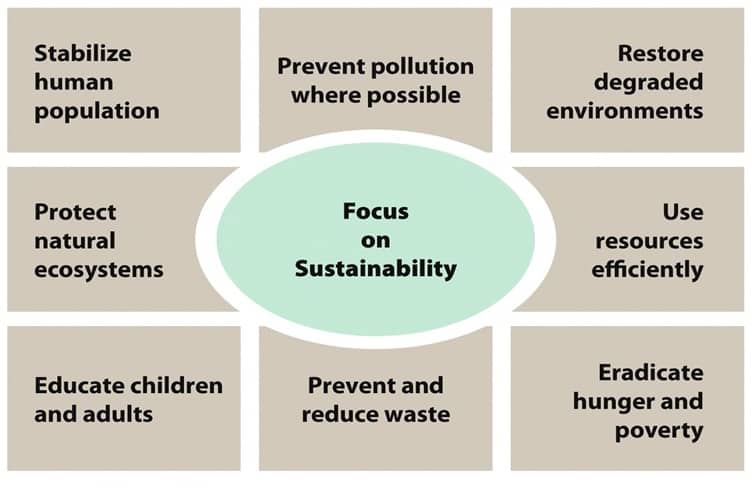 Stabilize
human
population
Prevent pollution
where possible
Restore
degraded
environments
Protect
natural
ecosystems
Focus
on
Sustainability
Use
resources
efficiently
Educate children
and adults
Prevent and
reduce waste
Eradicate
hunger and
poverty